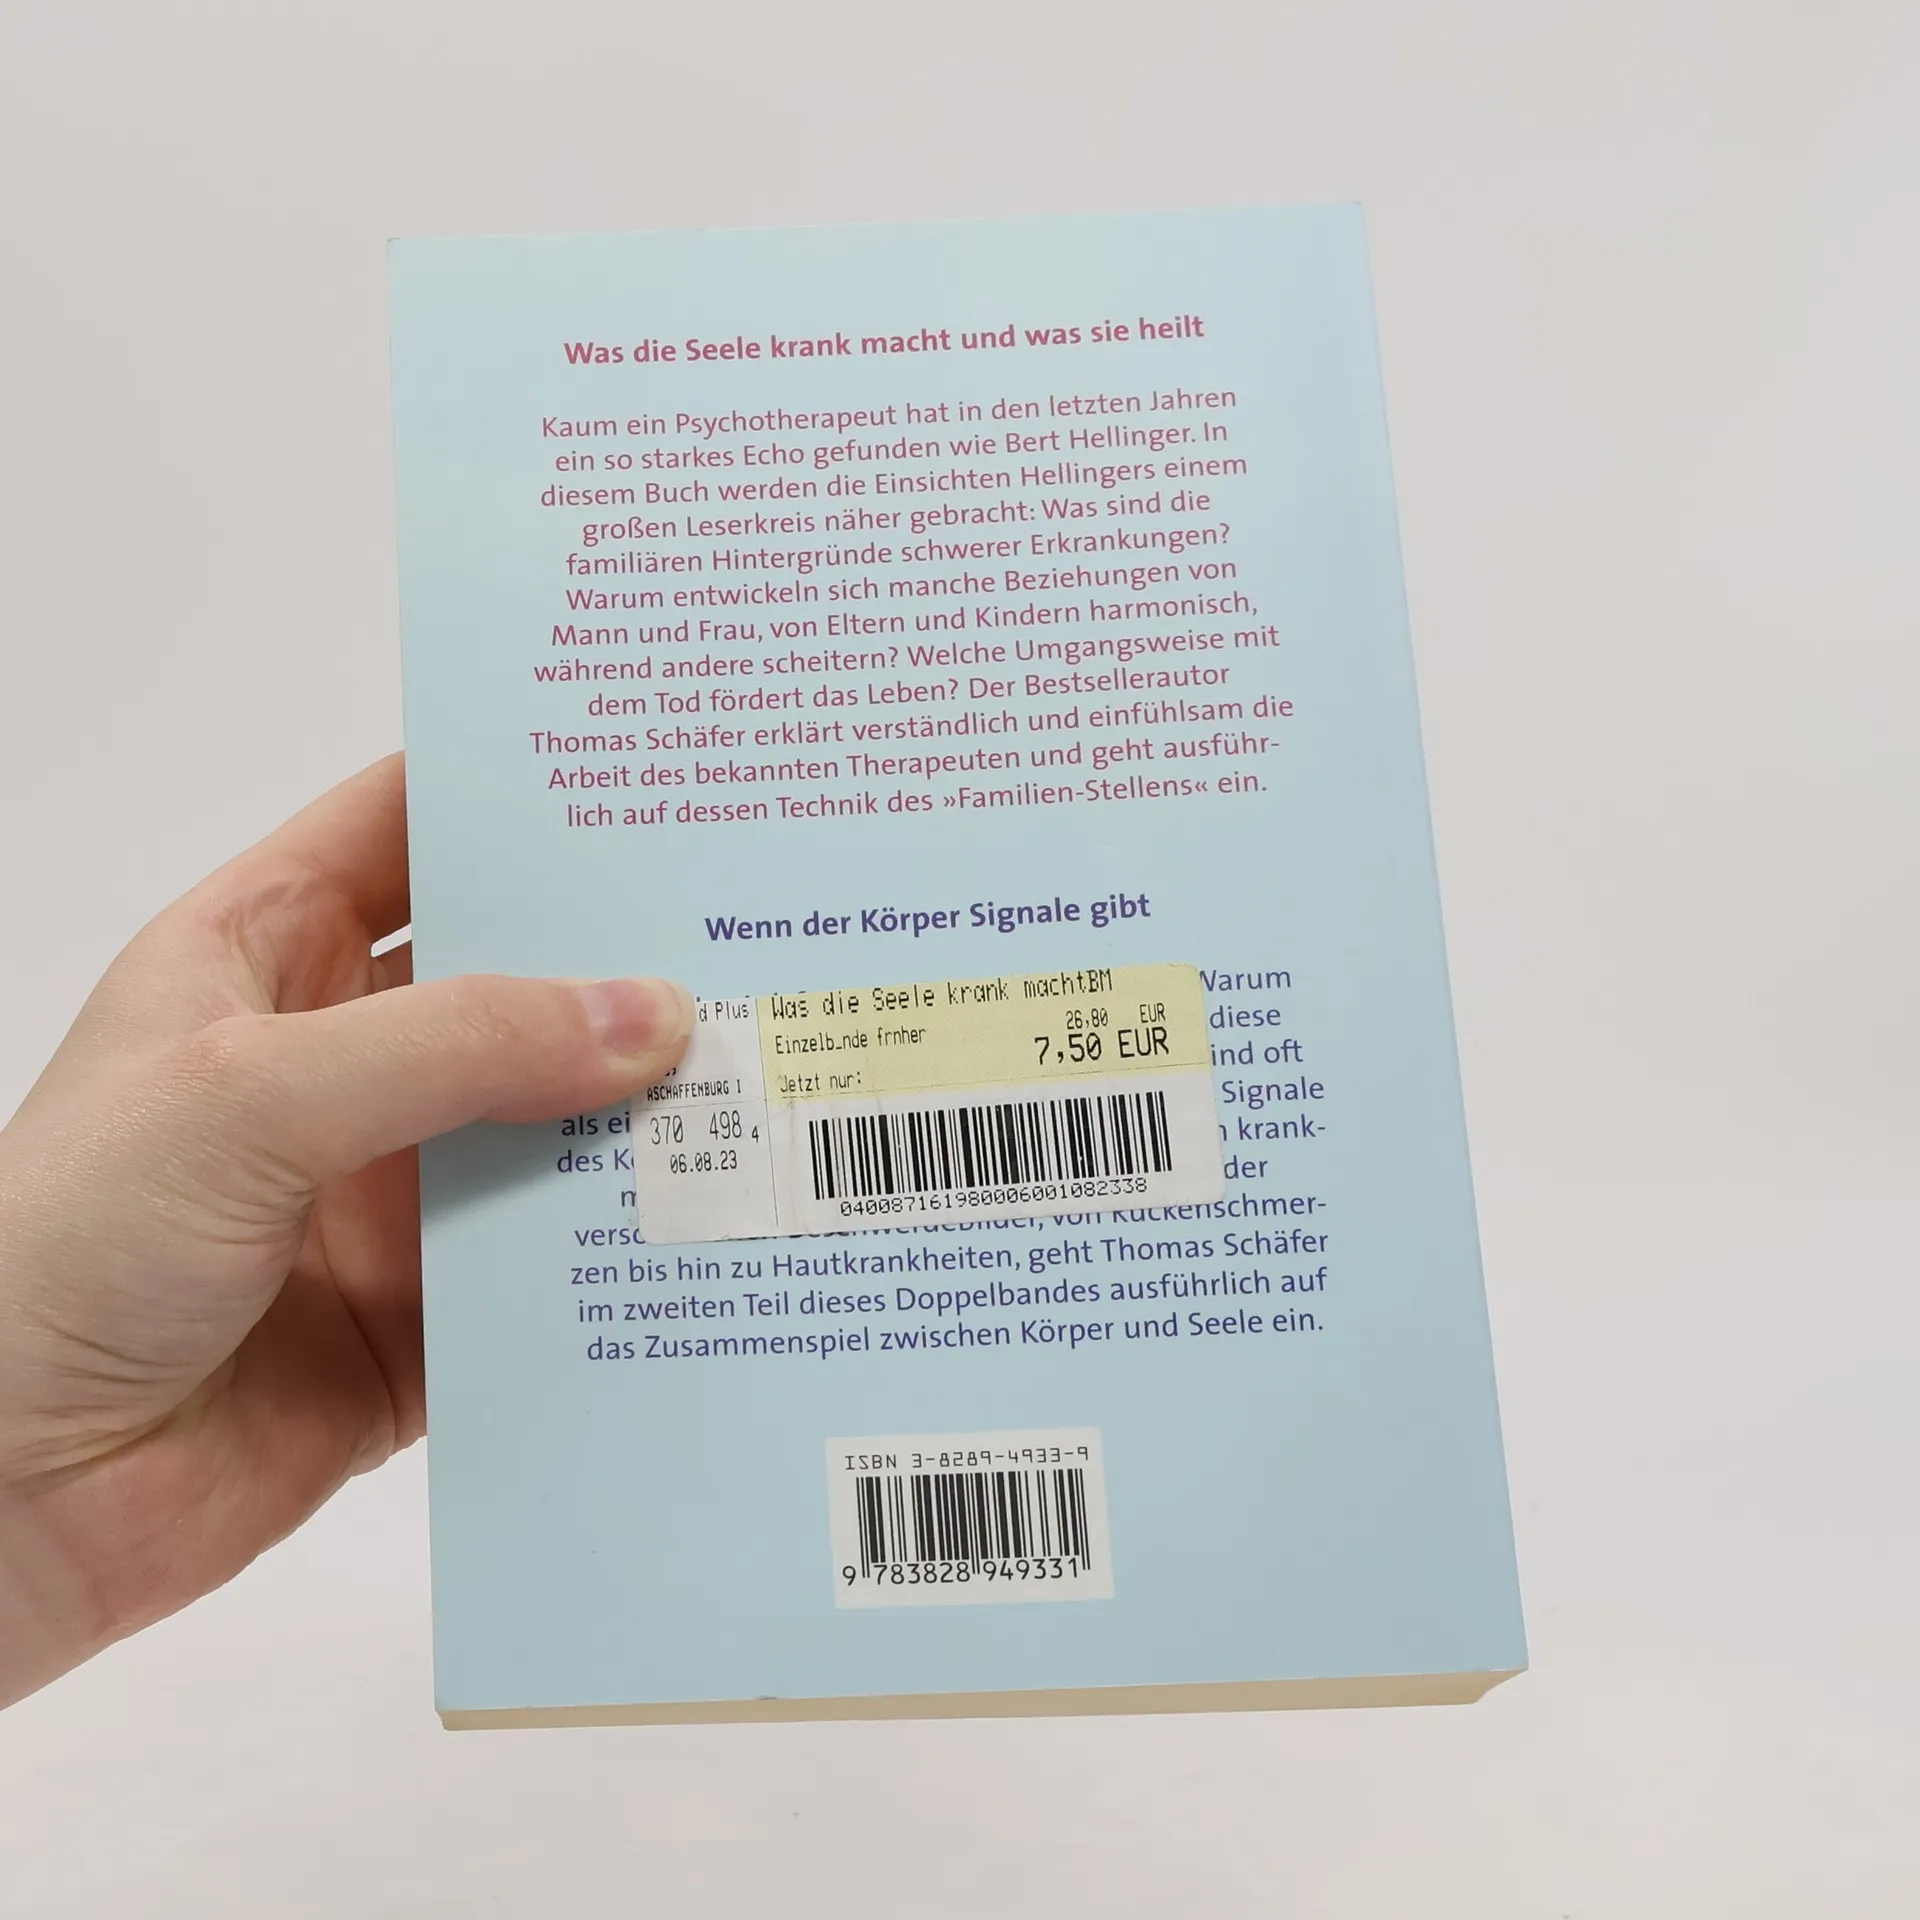 Was die Seele krank macht und was sie heilt
Kaum ein Psychotherapeut hat in den letzten Jahren
ein so starkes Echo gefunden wie Bert Hellinger. In
diesem Buch werden die Einsichten Hellingers einem
großen Leserkreis näher gebracht: Was sind die
familiären Hintergründe schwerer Erkrankungen?
Warum entwickeln sich manche Beziehungen von
Mann und Frau, von Eltern und Kindern harmonisch,
während andere scheitern? Welche Umgangsweise mit
dem Tod fördert das Leben? Der Bestsellerautor
Thomas Schäfer erklärt verständlich und einfühlsam die
Arbeit des bekannten Therapeuten und geht ausführ-
lich auf dessen Technik des »Familien-Stellens« ein.
Wenn der Körper Signale gibt
Warum
diese
ind oft
Signale
als ei
krank-
des K
der
vers
Rückenschmer-
zen bis hin zu Hautkrankheiten, geht Thomas Schäfer
im zweiten Teil dieses Doppelbandes ausführlich auf
das Zusammenspiel zwischen Körper und Seele ein.
d Plus
ASCHAFFENBURG I
370 498 4
06.08.23
Was die Seele krank machtBM
26,80 EUR
Einzelb_nde frnher
7,50 EUR
Jetzt nur:
040087161980006001082338
ISBN 3-8289-4933-9
9 783828 949331